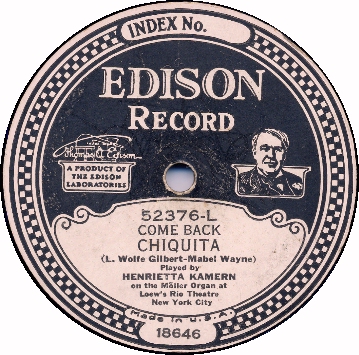 INDEX No.
EDISON
RECORD
Thomas A Edison
A PRODUCT OF
THE EDISON
LABORATORIES
52376-L
COME BACK
CHIQUITA
(L. Wolfe Gilbert-Mabel Wayne)
Played by
HENRIETTA KAMERN
on the Möller Organ at
Loew's Rio Theatre
New York City
Made in U.S.A.
18646